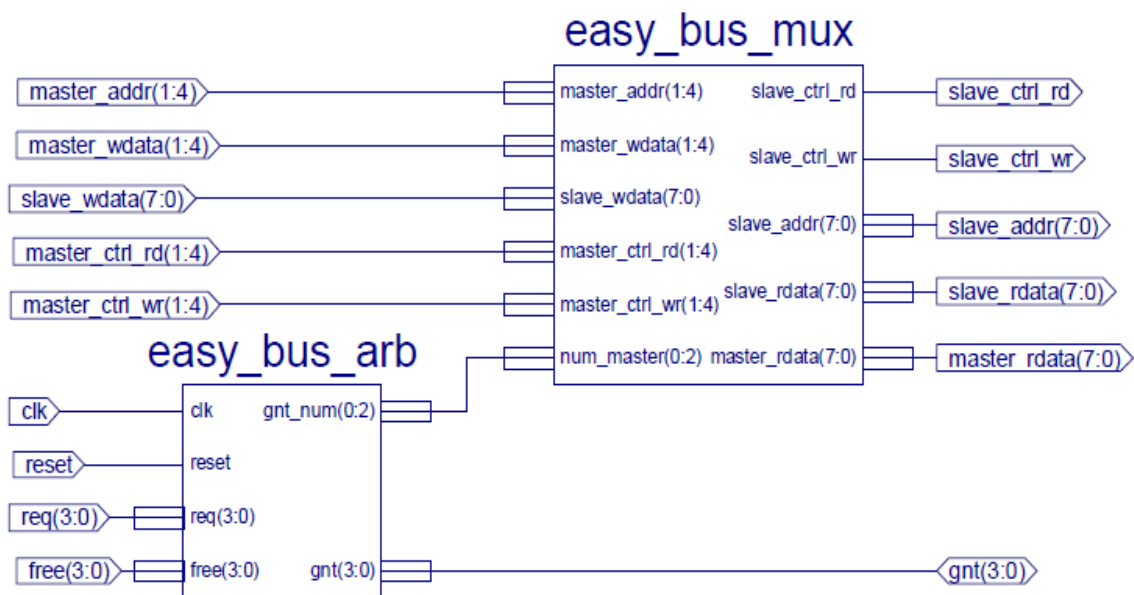 easy_bus_mux
master_addr(1:4) master_addr(1:4) slave_ctrl_rd slave_ctrl_rd
master_wdata(1:4) master_wdata(1:4) slave_ctrl_wr slave_ctrl_wr
slave_wdata(7:0) slave_wdata(7:0) slave_addr(7:0) slave_addr(7:0)
master_ctrl_rd(1:4) master_ctrl_rd(1:4) slave_rdata(7:0) slave_rdata(7:0)
master_ctrl_wr(1:4) master_ctrl_wr(1:4)
easy_bus_arb num_master(0:2) master_rdata(7:0) master_rdata(7:0)
clk clk gnt_num(0:2)
reset reset
req(3:0) req(3:0)
free(3:0) free(3:0) gnt(3:0) gnt(3:0)